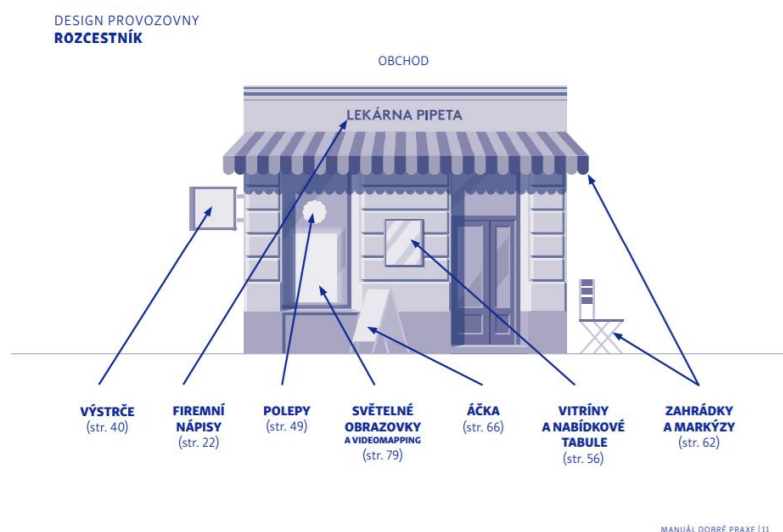 DESIGN PROVOZOVNY
ROZCESTNÍK
OBCHOD
LEKÁRNA PIPETA
VÝSTRČE
(str. 40)
FIREMNÍ
NÁPISY
(str. 22)
POLEPY
(str. 49)
SVĚTELNÉ
OBRAZOVKY
A VIDEOMAPPING
(str. 79)
ÁČKA
(str. 66)
VITRÍNY
A NABÍDKOVÉ
TABULE
(str. 56)
ZAHRÁDKY
A MARKÝZY
(str. 62)
MANUÁL DOBRÉ PRAXE | 11